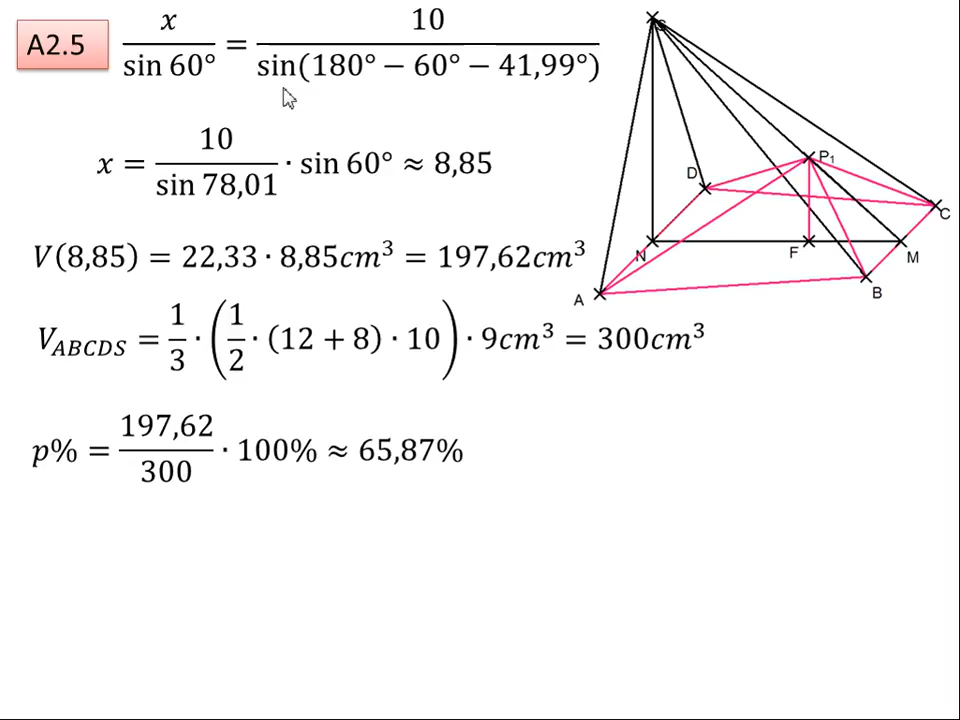 A2.5
x/sin 60° = 10/sin(180° − 60° − 41,99°)
x = 10/sin 78,01 · sin 60° ≈ 8,85
V(8,85) = 22,33 · 8,85cm³ = 197,62cm³
V_ABCDS = 1/3 · (1/2 · (12 + 8) · 10) · 9cm³ = 300cm³
p% = 197,62/300 · 100% ≈ 65,87%
S
P₁
D
C
N
F
M
A
B